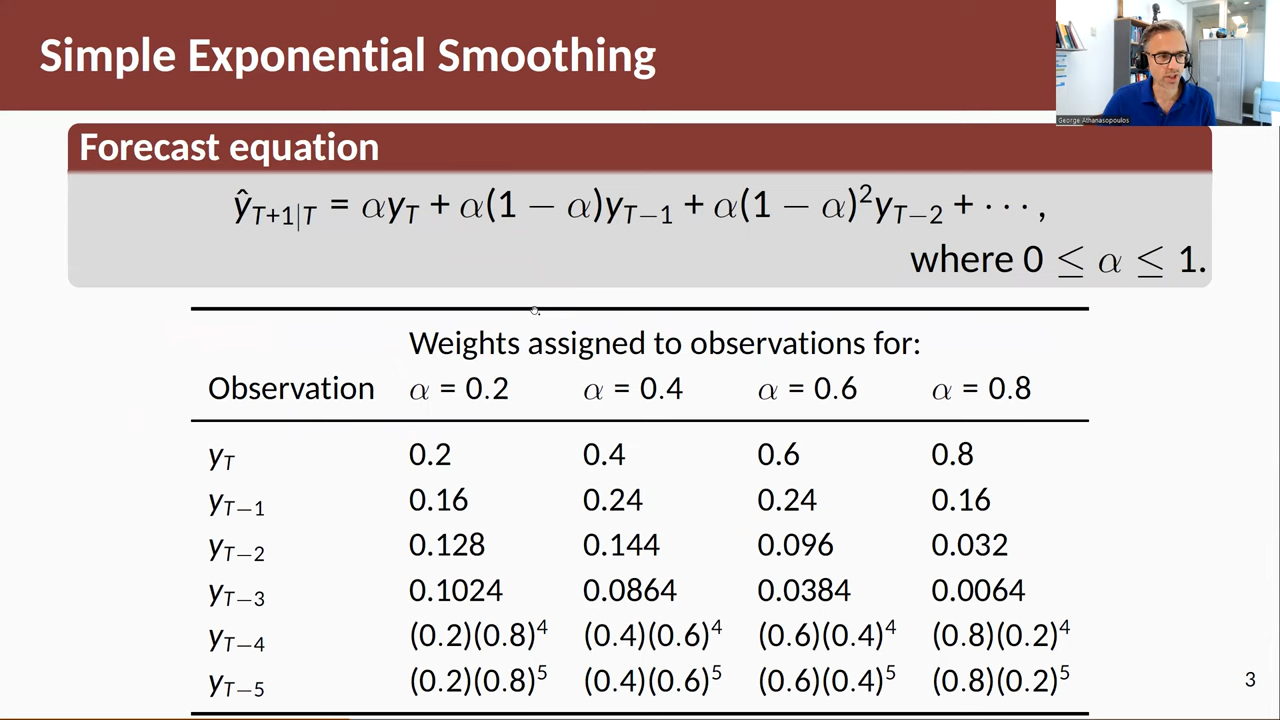 Simple Exponential Smoothing
George Athanasopoulos
Forecast equation
ŷ_{T+1|T} = αy_T + α(1 − α)y_{T−1} + α(1 − α)²y_{T−2} + ⋯ ,
where 0 ≤ α ≤ 1.
Weights assigned to observations for:
Observation α = 0.2 α = 0.4 α = 0.6 α = 0.8
y_T 0.2 0.4 0.6 0.8
y_{T−1} 0.16 0.24 0.24 0.16
y_{T−2} 0.128 0.144 0.096 0.032
y_{T−3} 0.1024 0.0864 0.0384 0.0064
y_{T−4} (0.2)(0.8)⁴ (0.4)(0.6)⁴ (0.6)(0.4)⁴ (0.8)(0.2)⁴
y_{T−5} (0.2)(0.8)⁵ (0.4)(0.6)⁵ (0.6)(0.4)⁵ (0.8)(0.2)⁵
3